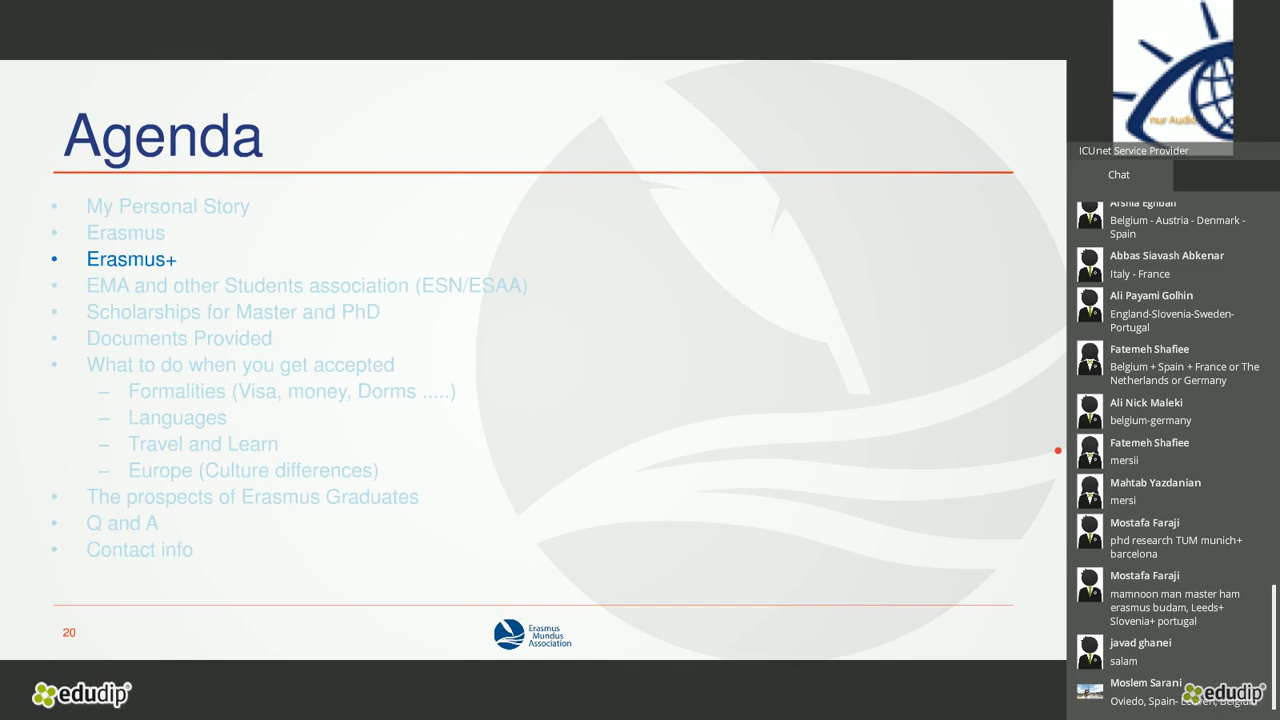 Agenda
• My Personal Story
• Erasmus
• Erasmus+
• EMA and other Students association (ESN/ESAA)
• Scholarships for Master and PhD
• Documents Provided
• What to do when you get accepted
– Formalities (Visa, money, Dorms .....)
– Languages
– Travel and Learn
– Europe (Culture differences)
• The prospects of Erasmus Graduates
• Q and A
• Contact info
20
Erasmus
Mundus
Association
edudip
nur Audio
ICUnet Service Provider
Chat
Arshia Eghbali
Belgium - Austria - Denmark -
Spain
Abbas Siavash Abkenar
Italy - France
Ali Payami Golhin
England-Slovenia-Sweden-
Portugal
Fatemeh Shafiee
Belgium + Spain + France or The
Netherlands or Germany
Ali Nick Maleki
belgium-germany
Fatemeh Shafiee
mersii
Mahtab Yazdanian
mersi
Mostafa Faraji
phd research TUM munich+
barcelona
Mostafa Faraji
mamnoon man master ham
erasmus budam, Leeds+
Slovenia+ portugal
javad ghanei
salam
Moslem Sarani
Oviedo, Spain- Leuven, Belgium
edudip